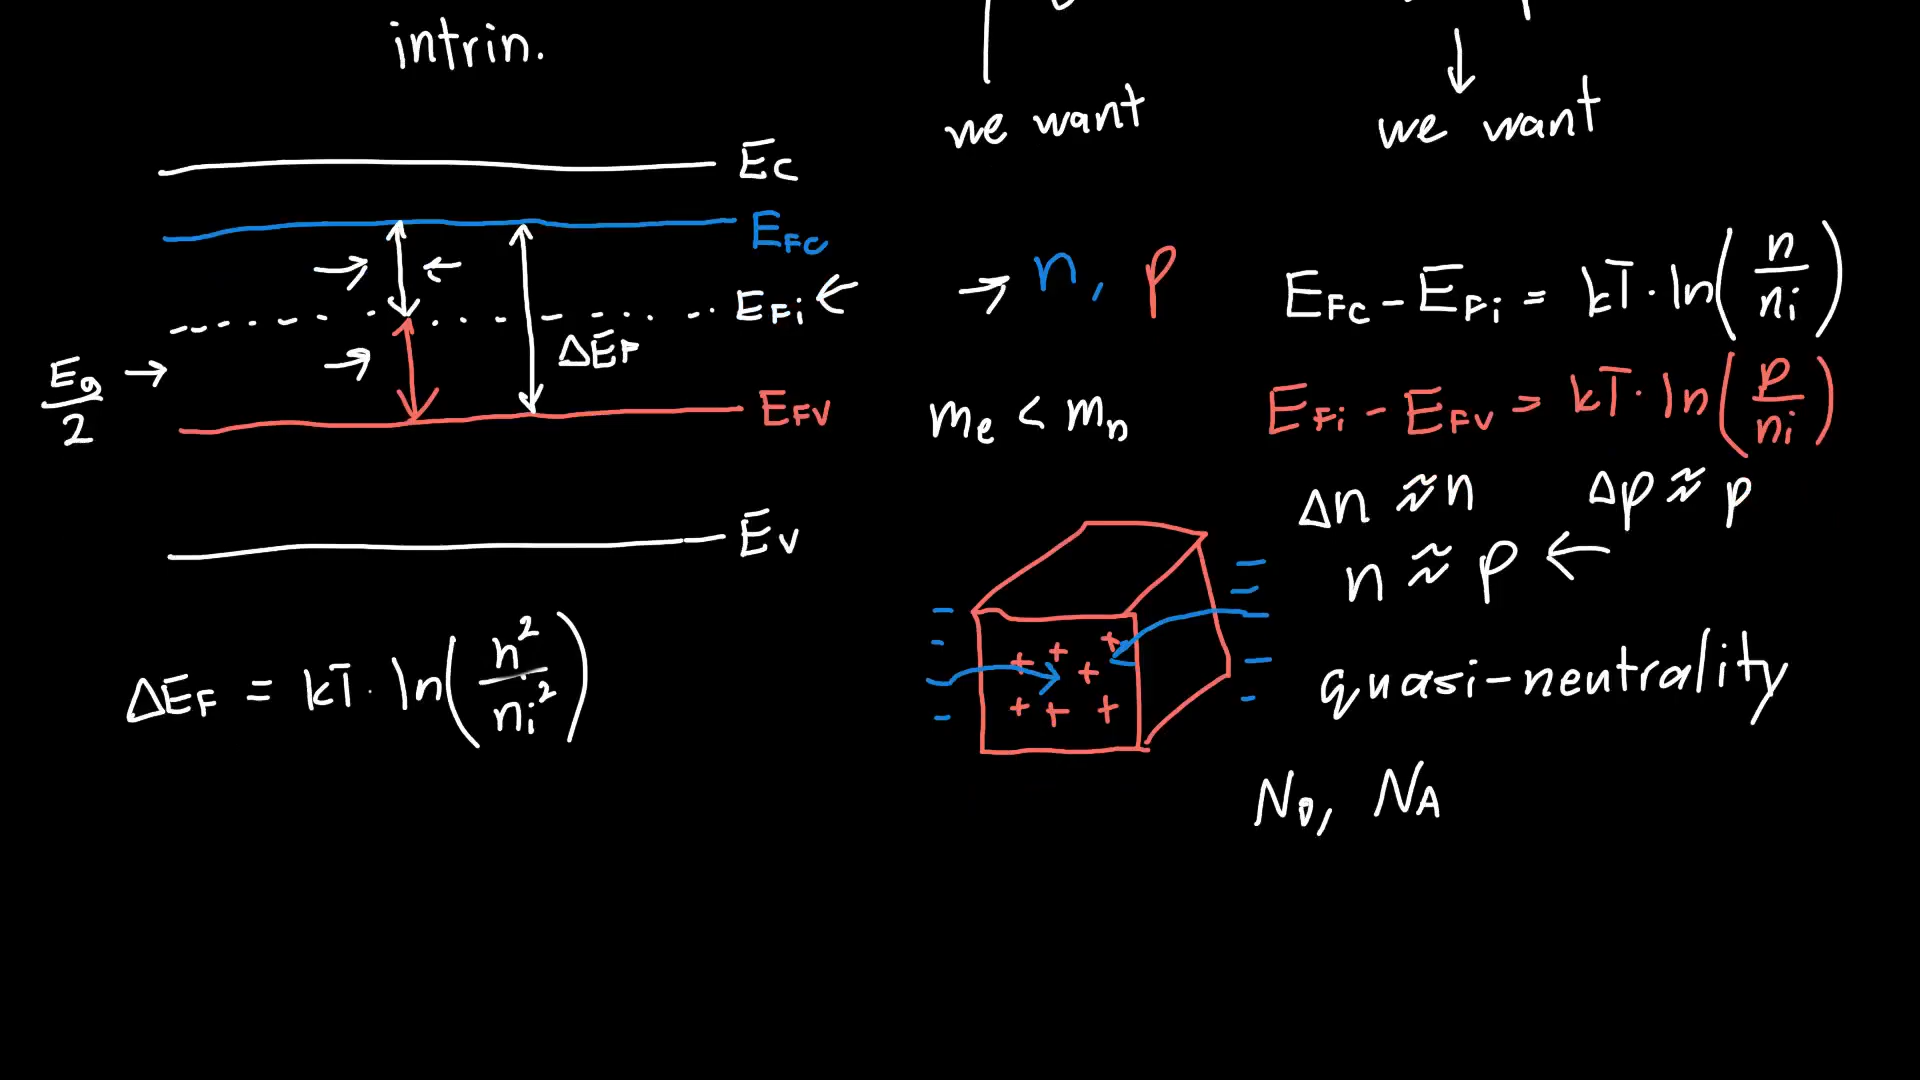 intrin.
we want
we want
Ec
EFc
EFi
Eg/2
ΔEF
EFv
Ev
ΔEF = kT · ln(n²/ni²)
n, p
me < mn
EFc - EFi = kT · ln(n/ni)
EFi - EFv = kT · ln(p/ni)
Δn ≈ n Δp ≈ p
n ≈ p
quasi-neutrality
ND, NA